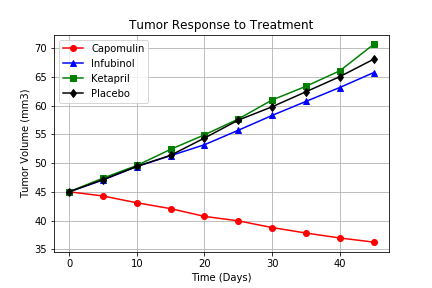 Tumor Response to Treatment
Capomulin
Infubinol
Ketapril
Placebo
Tumor Volume (mm3)
70
65
60
55
50
45
40
35
0
10
20
30
40
Time (Days)